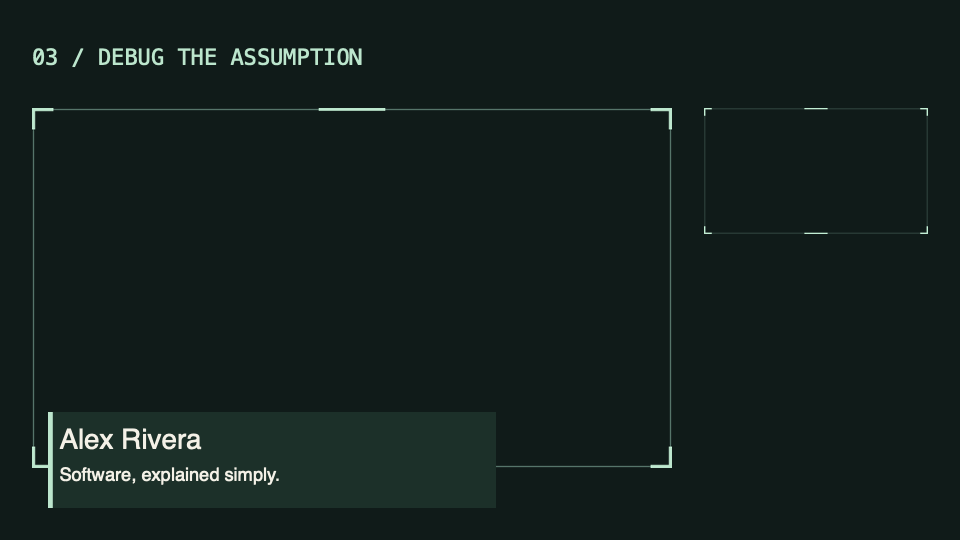 03 / DEBUG THE ASSUMPTION
Alex Rivera
Software, explained simply.